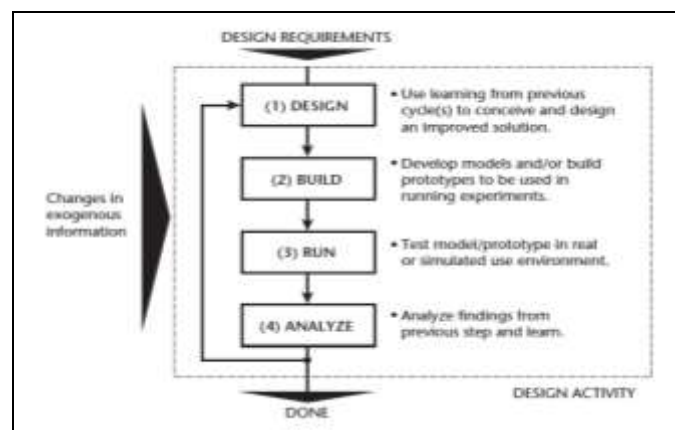 DESIGN REQUIREMENTS
(1) DESIGN
• Use learning from previous
cycle(s) to conceive and design
an improved solution.
(2) BUILD
• Develop models and/or build
prototypes to be used in
running experiments.
Changes in
exogenous
information
(3) RUN
• Test model/prototype in real
or simulated use environment.
(4) ANALYZE
• Analyze findings from
previous step and learn.
DESIGN ACTIVITY
DONE